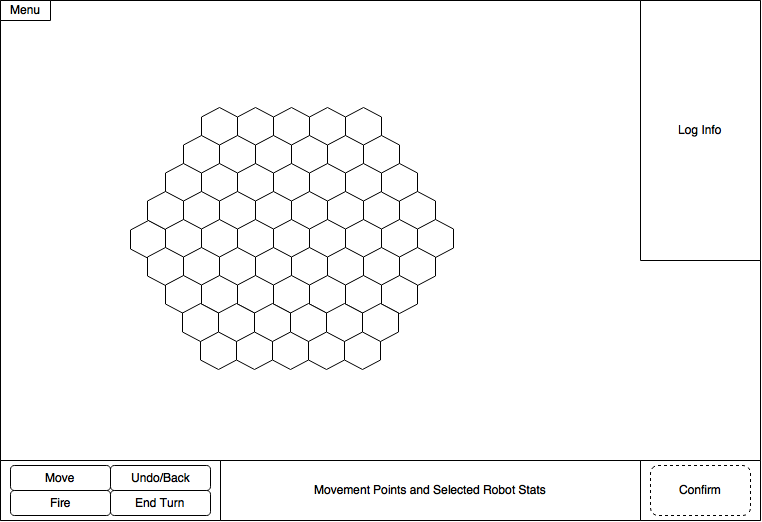 Menu
Log Info
Move
Undo/Back
Fire
End Turn
Movement Points and Selected Robot Stats
Confirm